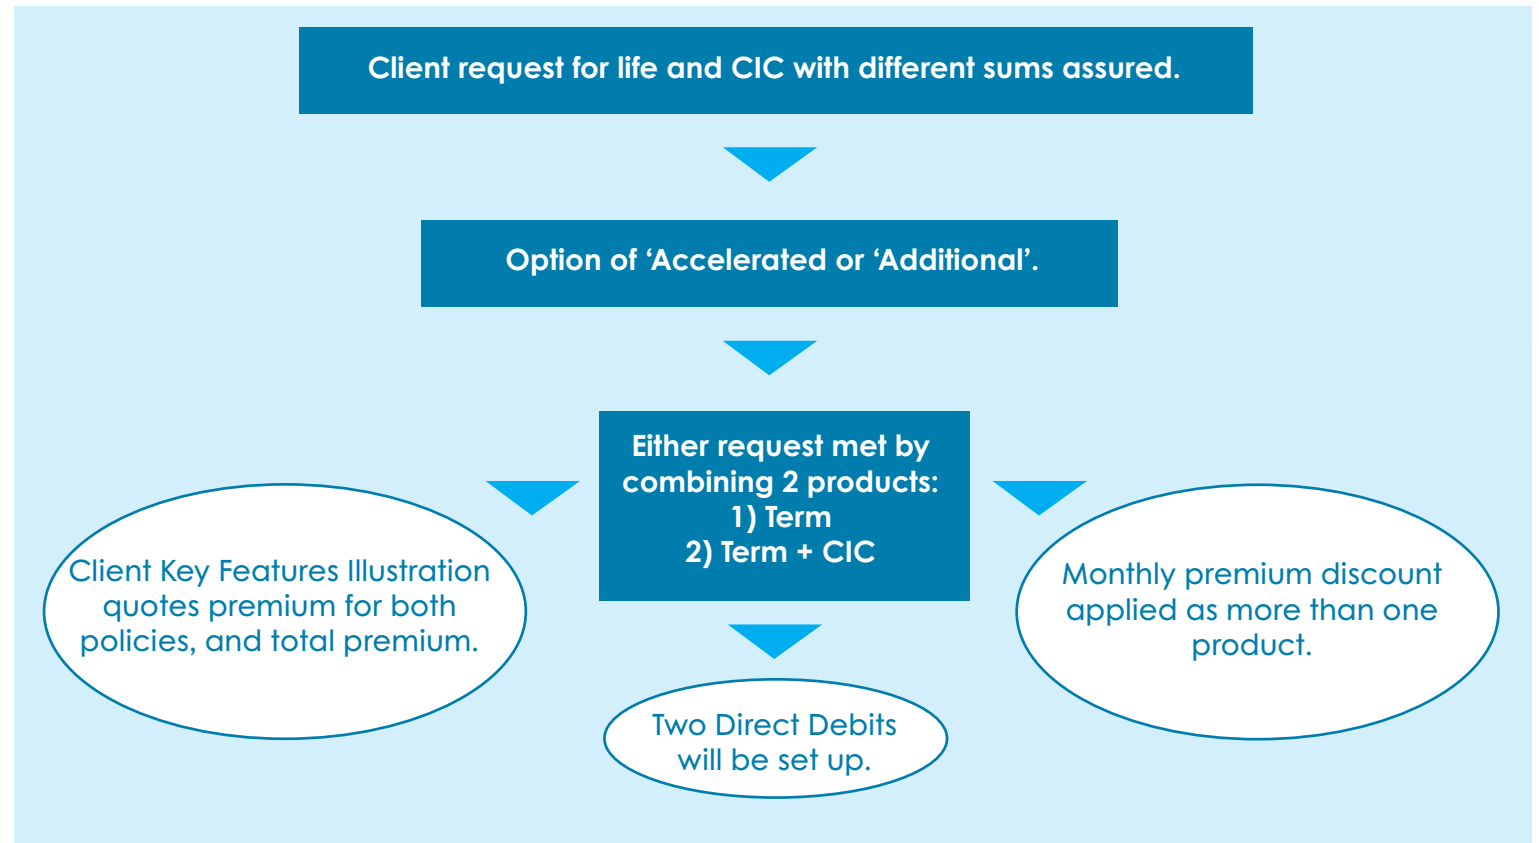 Client request for life and CIC with different sums assured.
Option of ‘Accelerated or ‘Additional’.
Either request met by
combining 2 products:
1) Term
2) Term + CIC
Client Key Features Illustration
quotes premium for both
policies, and total premium.
Two Direct Debits
will be set up.
Monthly premium discount
applied as more than one
product.